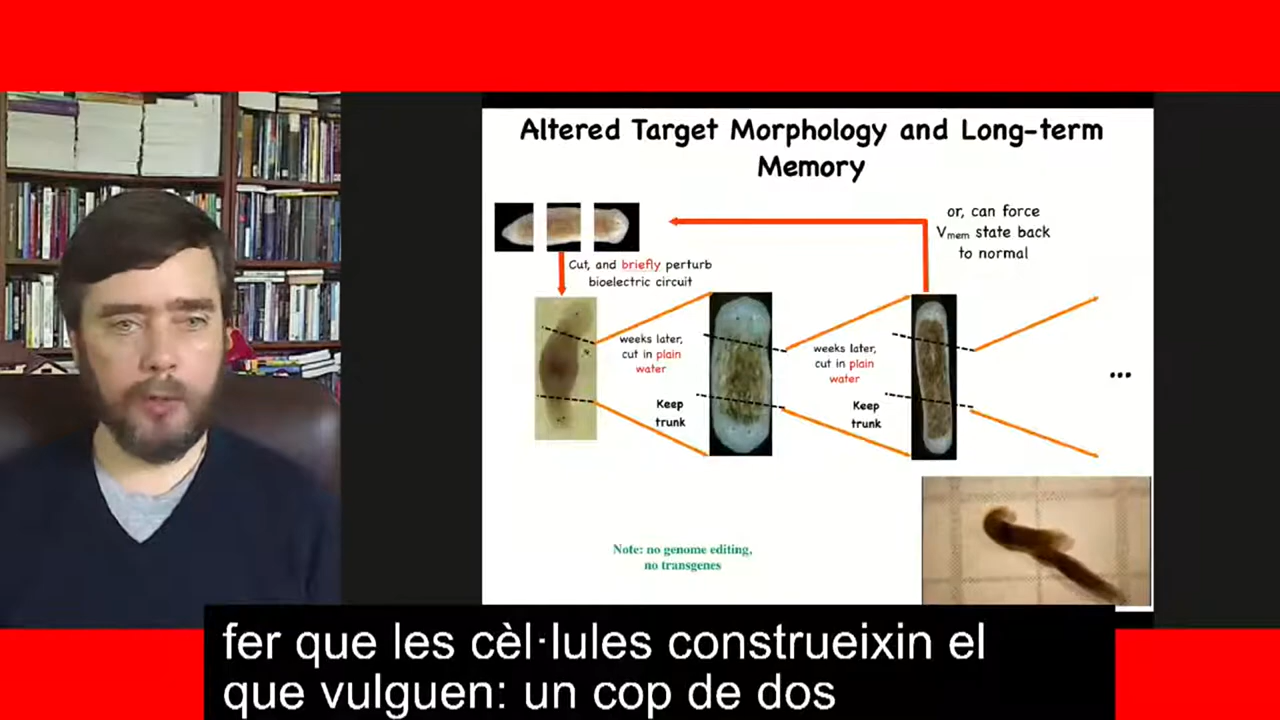 Altered Target Morphology and Long-term
Memory
or, can force
Vmem state back
to normal
Cut, and briefly perturb
bioelectric circuit
weeks later,
cut in plain
water
Keep
trunk
weeks later,
cut in plain
water
Keep
trunk
...
Note: no genome editing,
no transgenes
fer que les cèl·lules construeixin el
que vulguen: un cop de dos